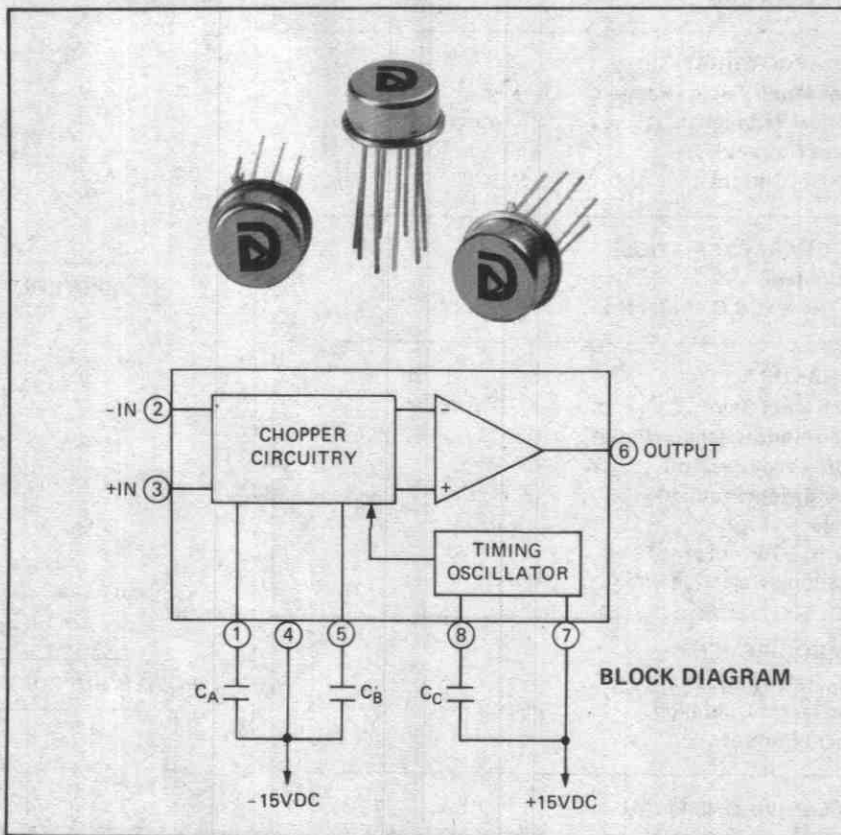 -IN 2
CHOPPER
CIRCUITRY
-
+IN 3
+
6 OUTPUT
TIMING
OSCILLATOR
1 4 5 8 7
CA CB CC
BLOCK DIAGRAM
-15VDC +15VDC